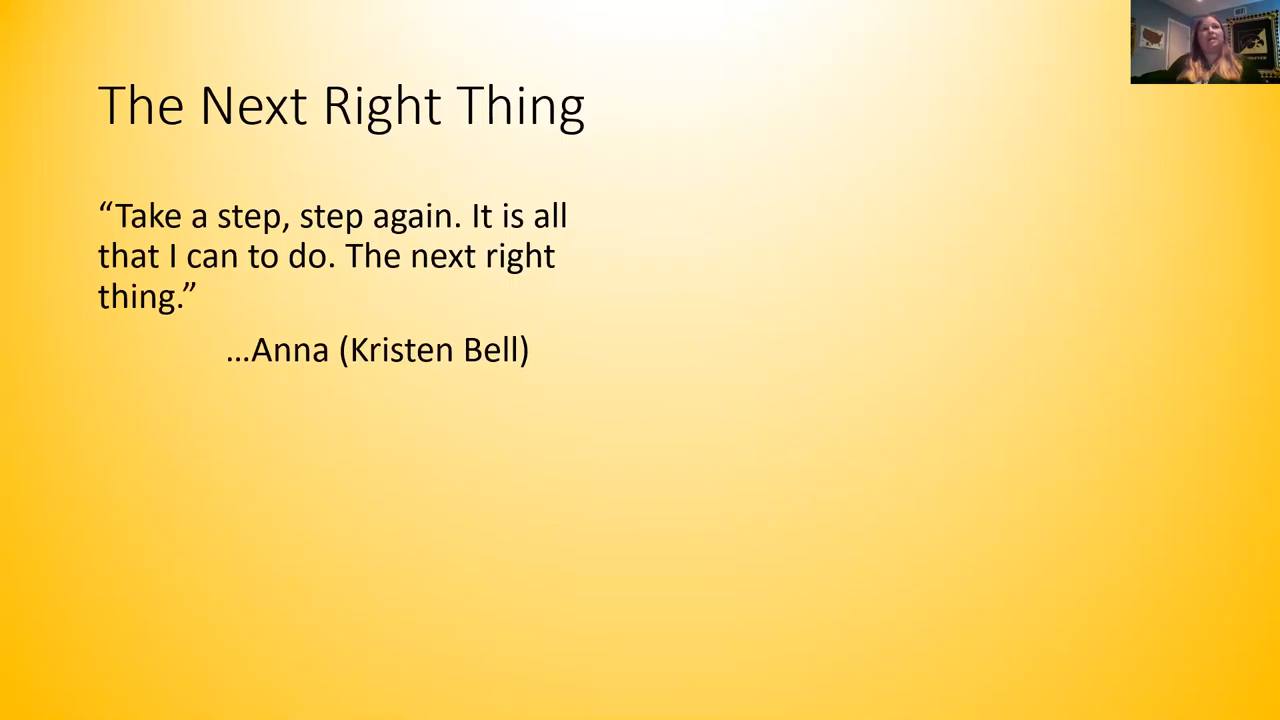 The Next Right Thing
“Take a step, step again. It is all
that I can to do. The next right
thing.”
…Anna (Kristen Bell)